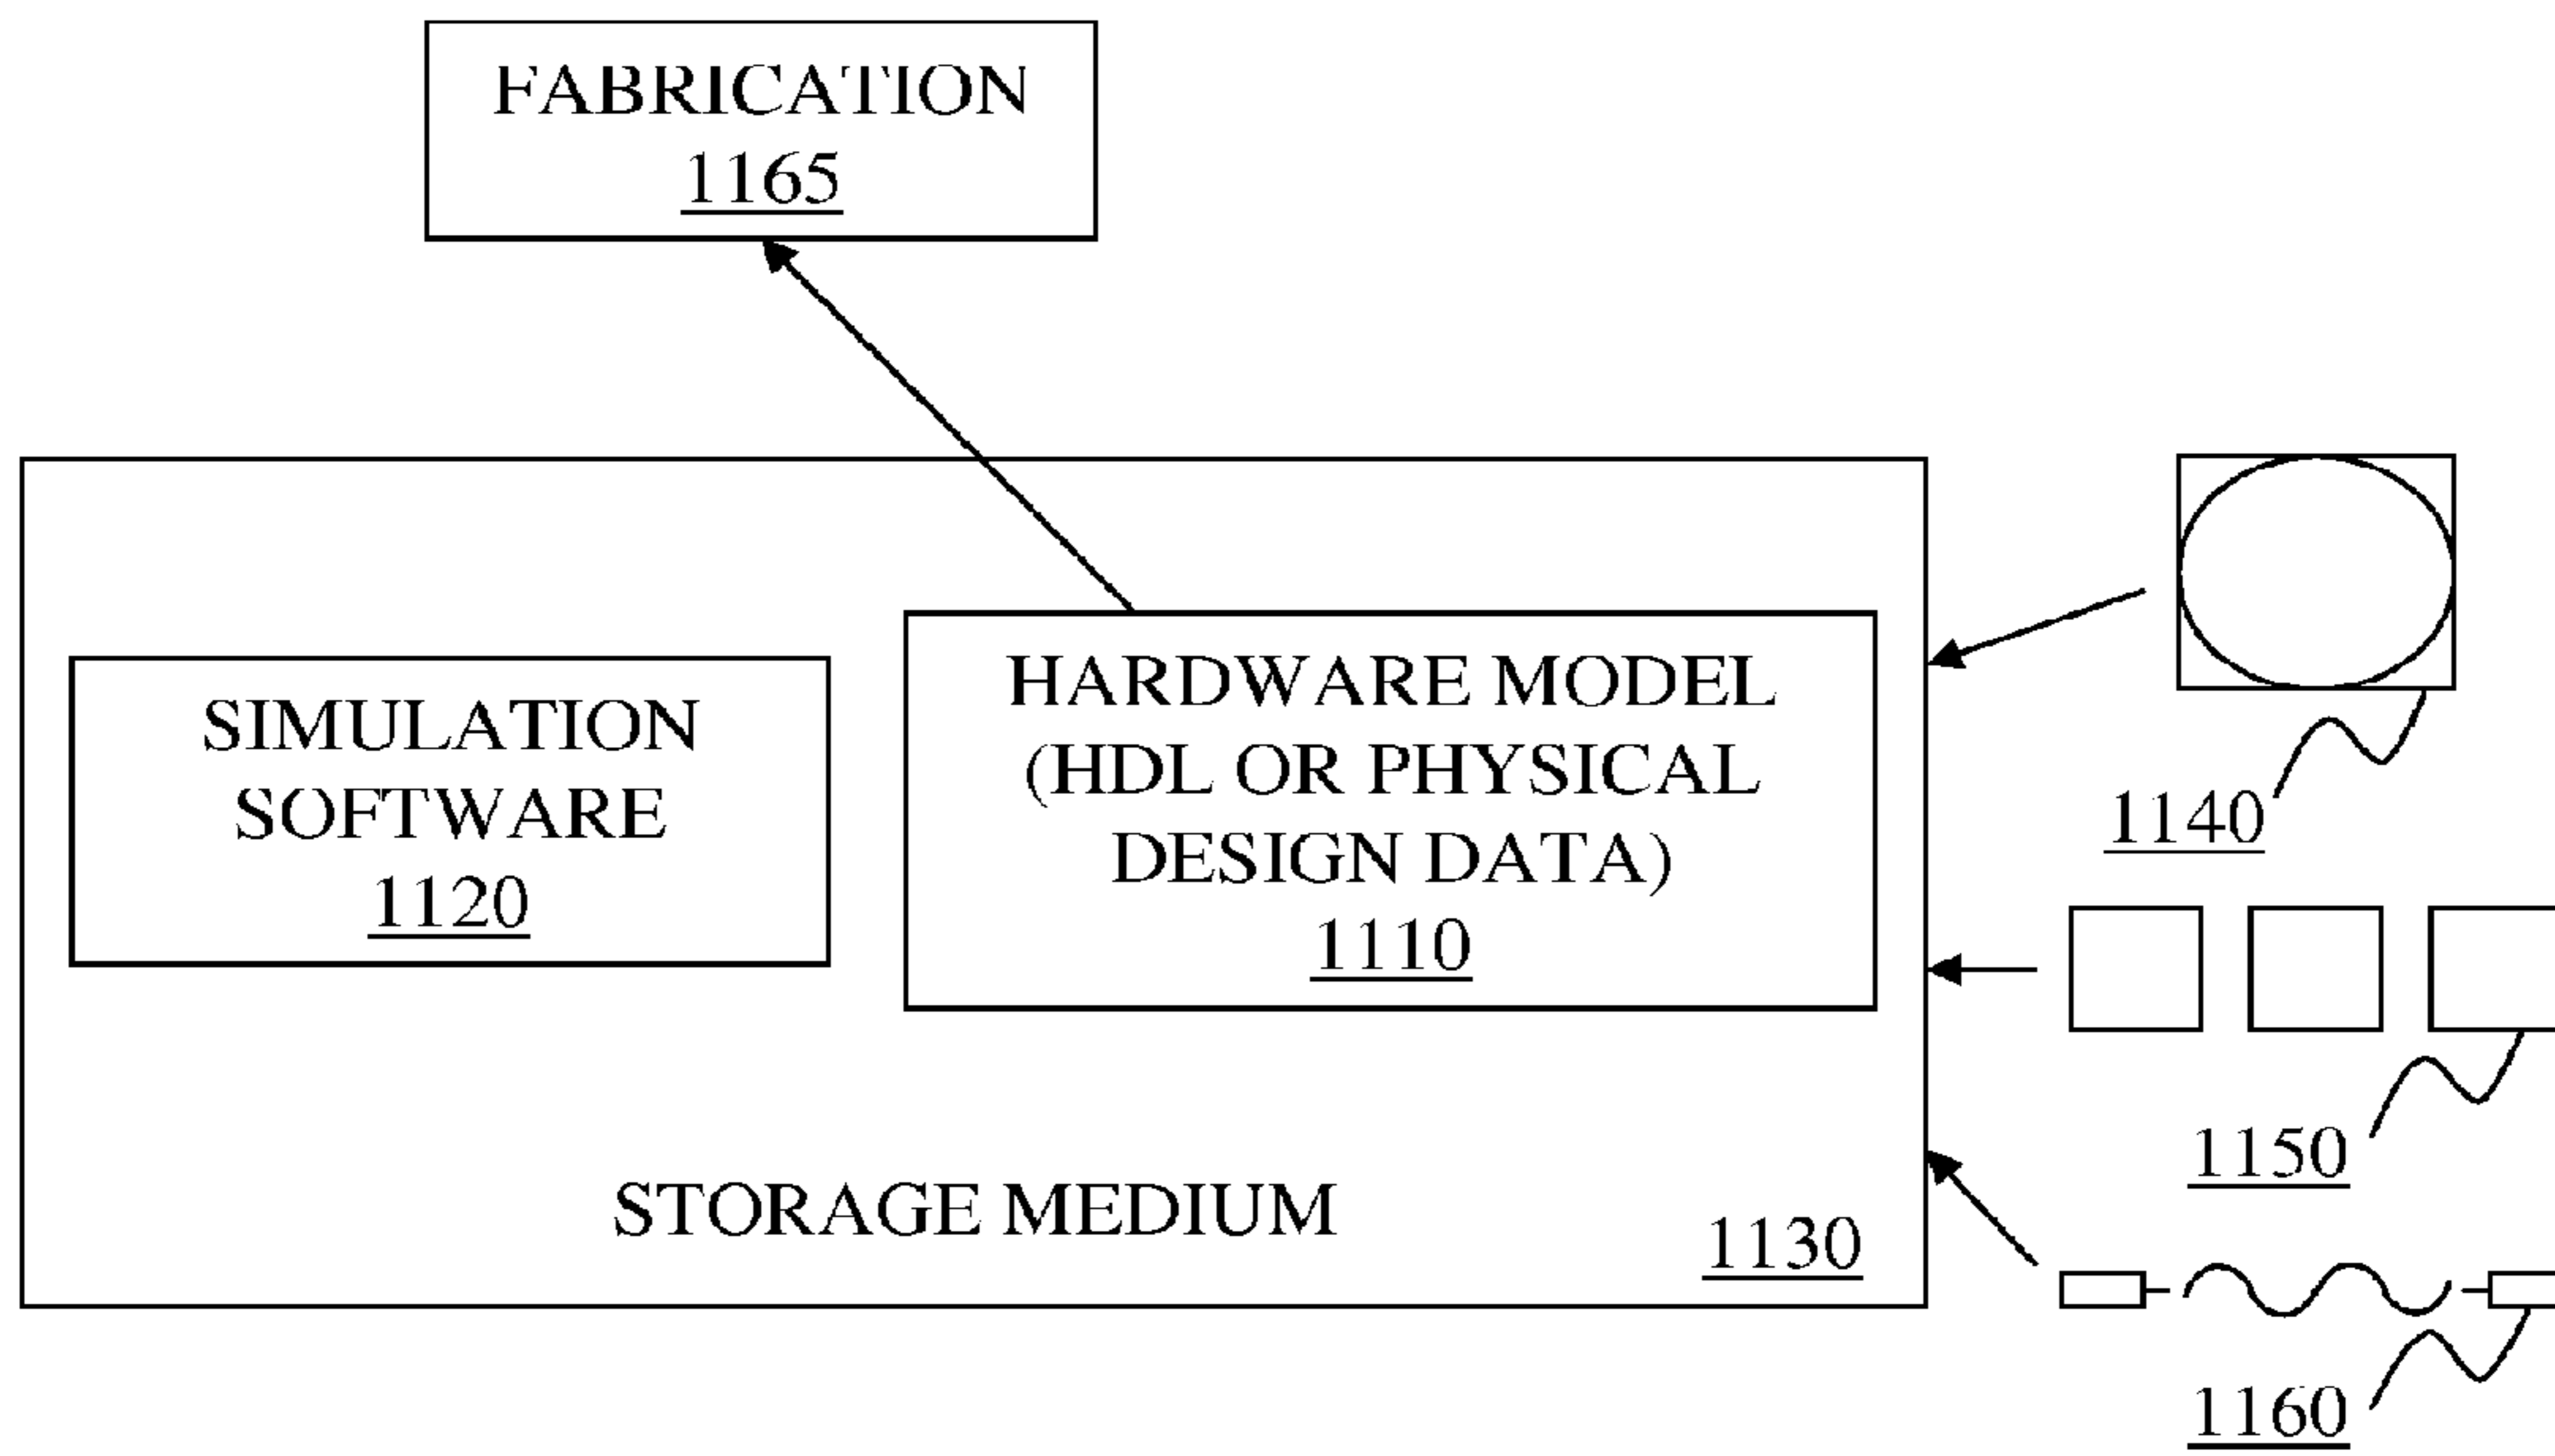 FABRICATION
1165
SIMULATION
SOFTWARE
1120
HARDWARE MODEL
(HDL OR PHYSICAL
DESIGN DATA)
1110
STORAGE MEDIUM
1130
1140
1150
1160